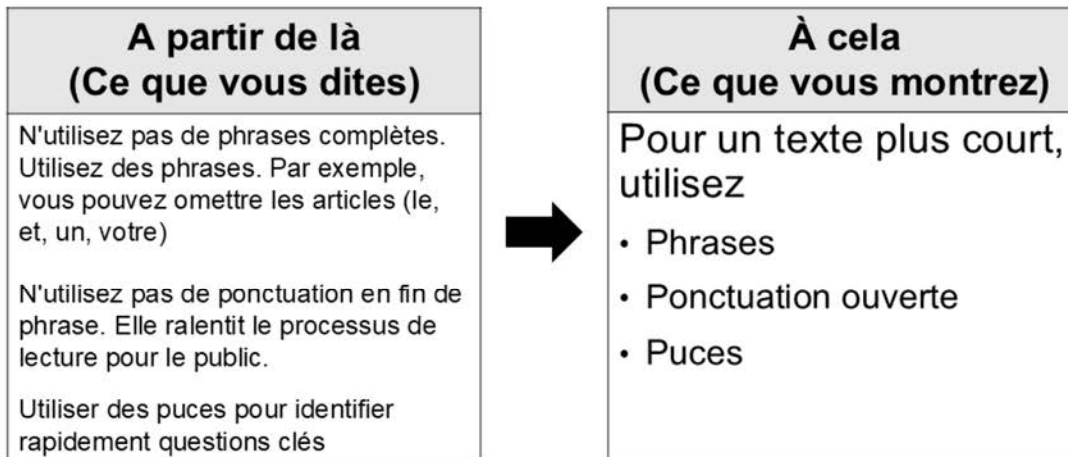 A partir de là
(Ce que vous dites)
N'utilisez pas de phrases complètes.
Utilisez des phrases. Par exemple,
vous pouvez omettre les articles (le,
et, un, votre)
N'utilisez pas de ponctuation en fin de
phrase. Elle ralentit le processus de
lecture pour le public.
Utiliser des puces pour identifier
rapidement questions clés
À cela
(Ce que vous montrez)
Pour un texte plus court,
utilisez
• Phrases
• Ponctuation ouverte
• Puces